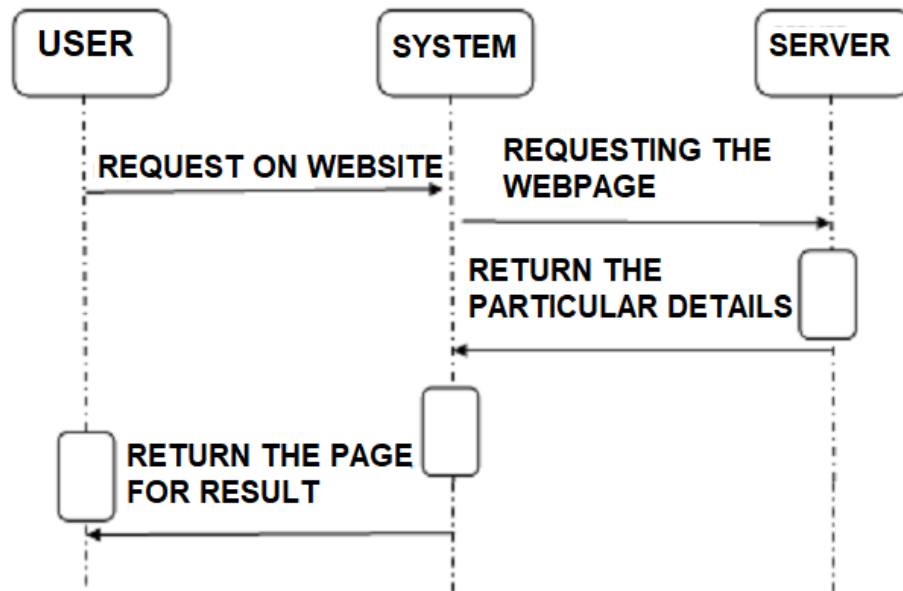 USER
SYSTEM
SERVER
REQUEST ON WEBSITE
REQUESTING THE
WEBPAGE
RETURN THE
PARTICULAR DETAILS
RETURN THE PAGE
FOR RESULT